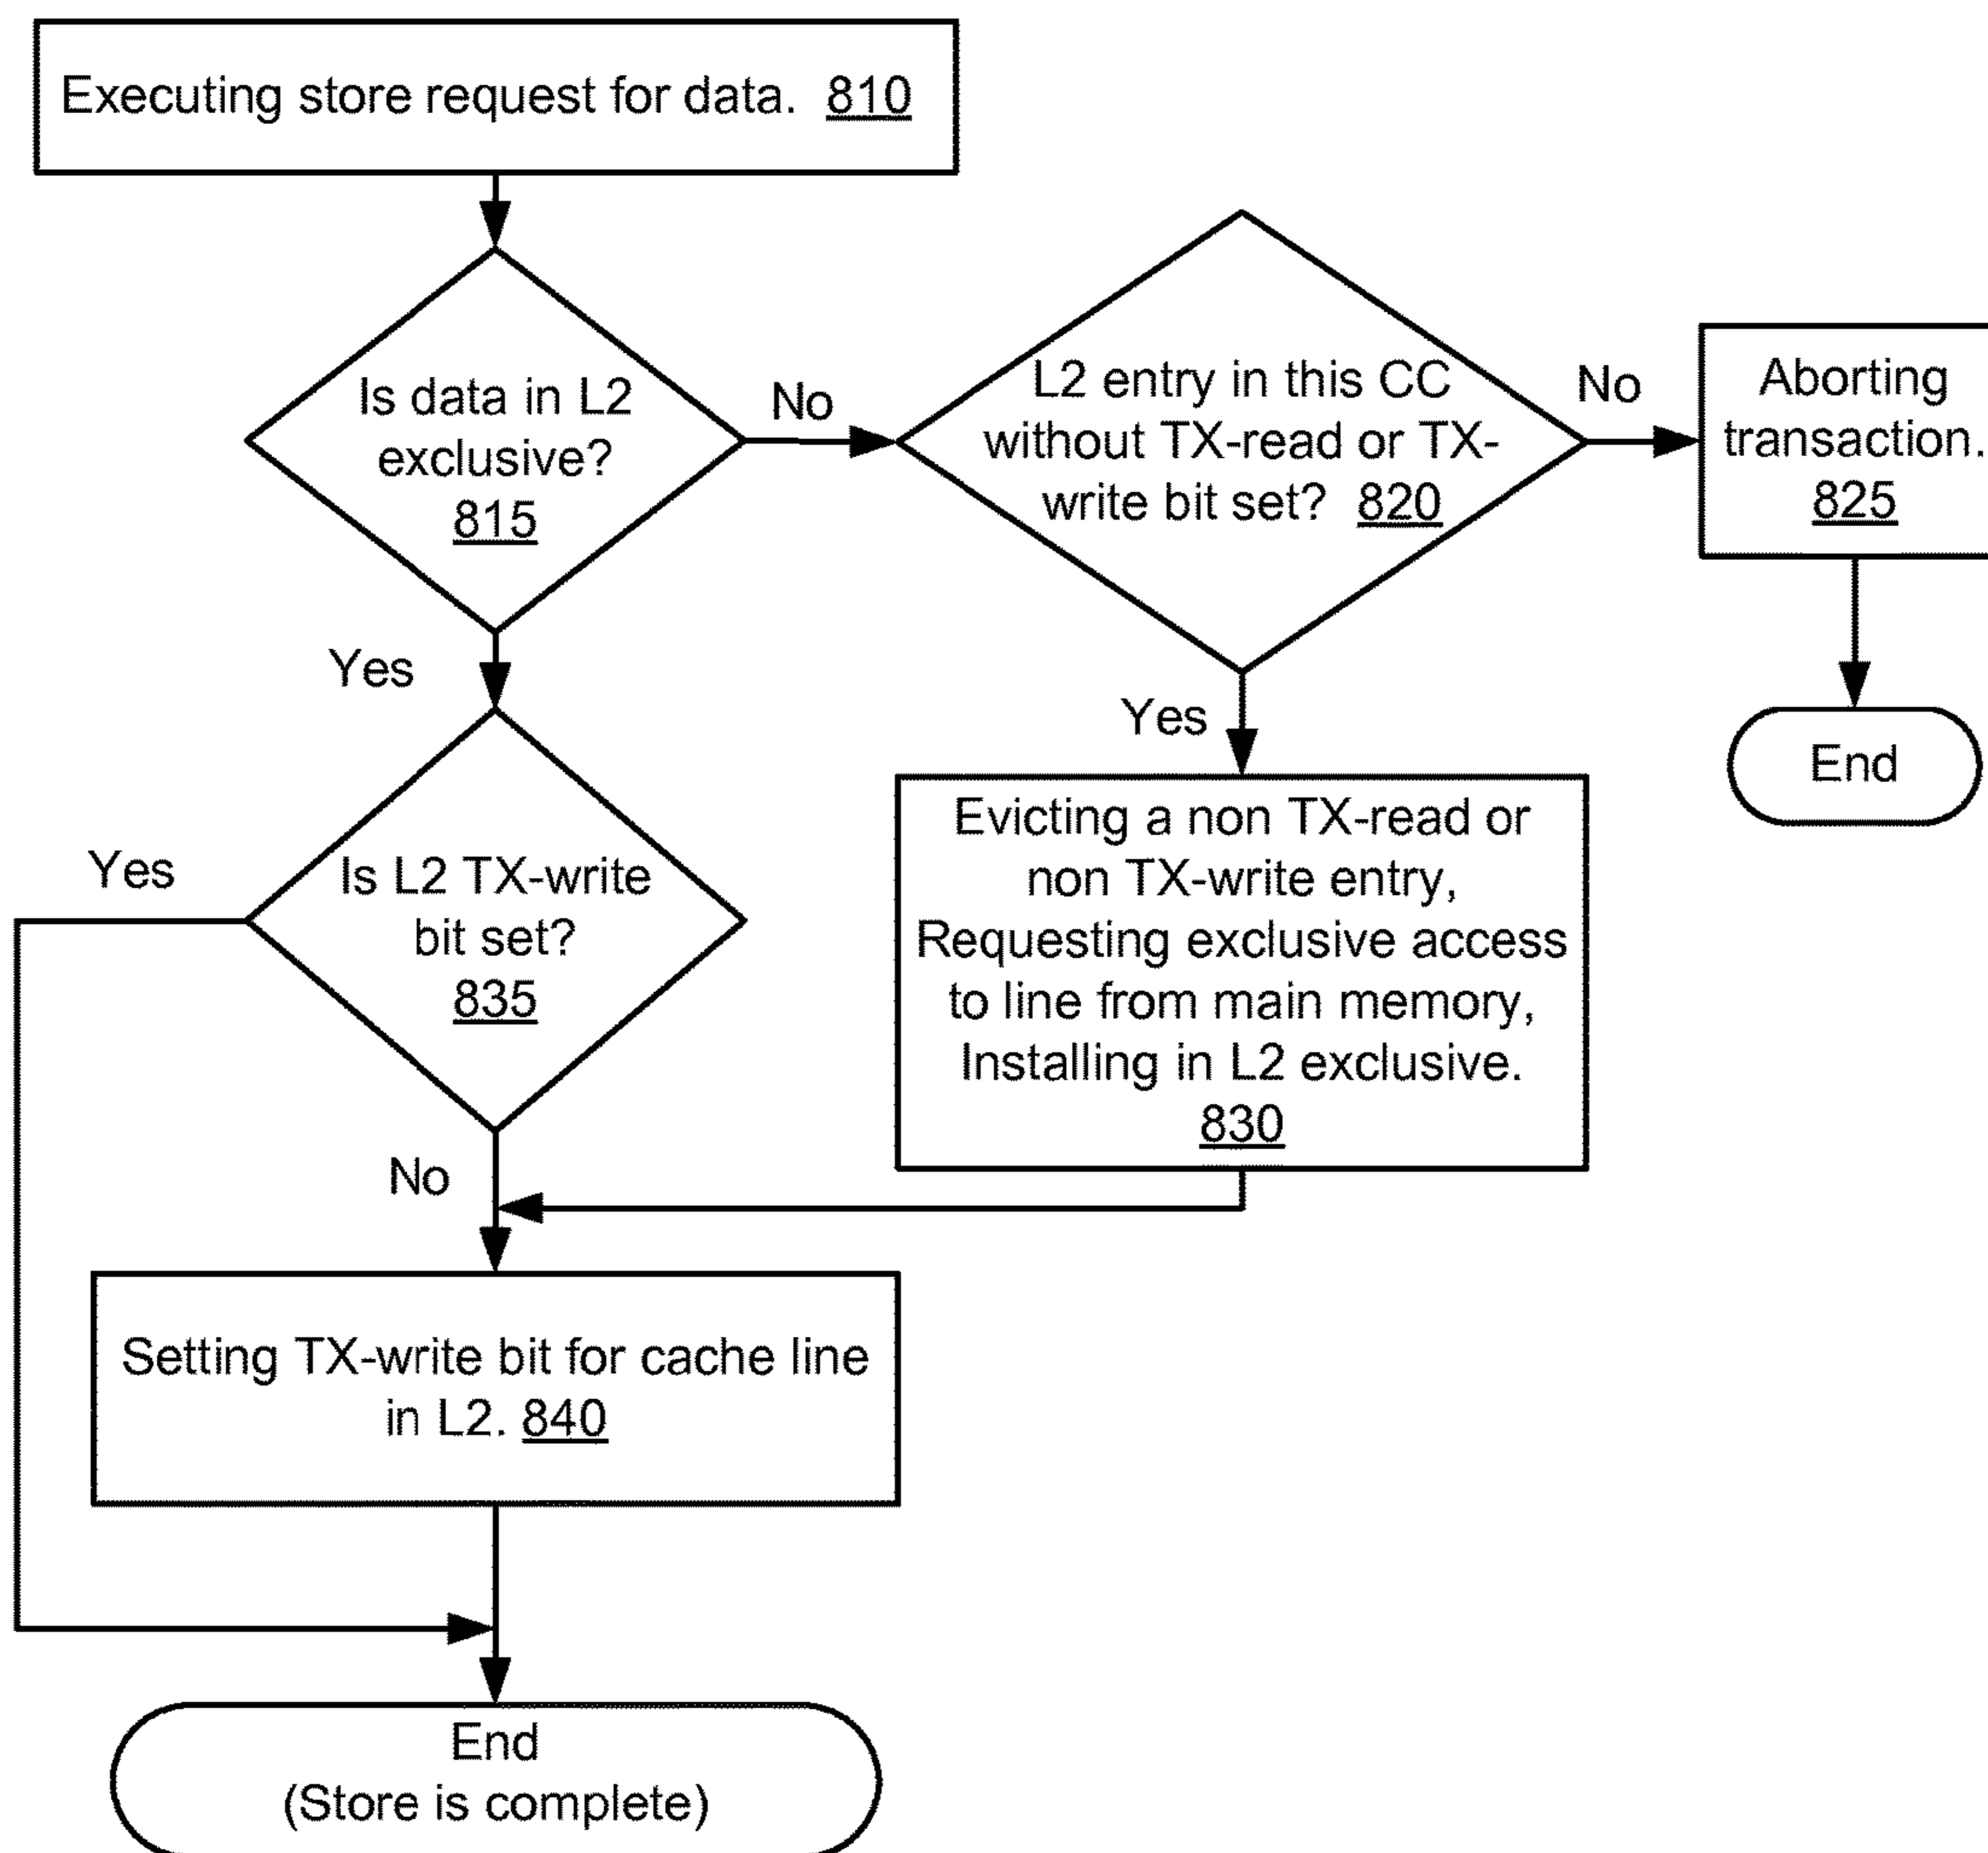 Executing store request for data. 810
Is data in L2
exclusive?
815
No
L2 entry in this CC
without TX-read or TX-
write bit set? 820
No
Aborting
transaction.
825
End
Yes
Yes
Is L2 TX-write
bit set?
835
Yes
Evicting a non TX-read or
non TX-write entry,
Requesting exclusive access
to line from main memory,
Installing in L2 exclusive.
830
No
Setting TX-write bit for cache line
in L2. 840
End
(Store is complete)